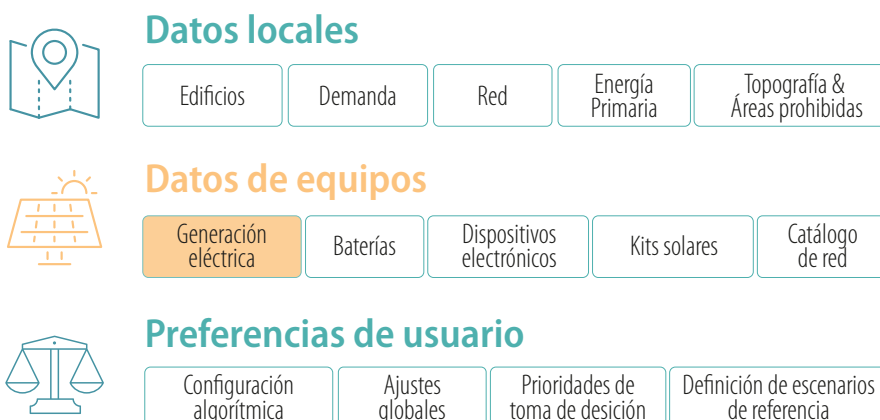 Datos locales
Edificios
Demanda
Red
Energía
Primaria
Topografía &
Áreas prohibidas
Datos de equipos
Generación
eléctrica
Baterías
Dispositivos
electrónicos
Kits solares
Catálogo
de red
Preferencias de usuario
Configuración
algorítmica
Ajustes
globales
Prioridades de
toma de desición
Definición de escenarios
de referencia